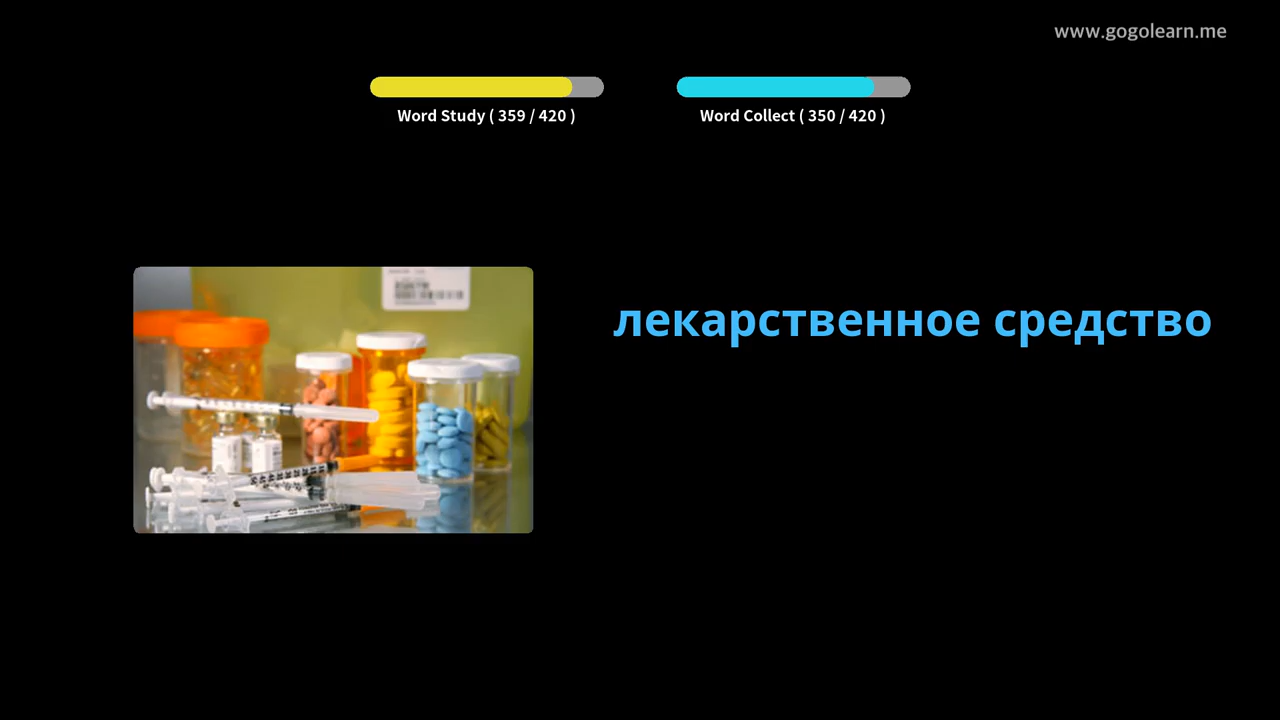 www.gogolearn.me
Word Study ( 359 / 420 )
Word Collect ( 350 / 420 )
лекарственное средство